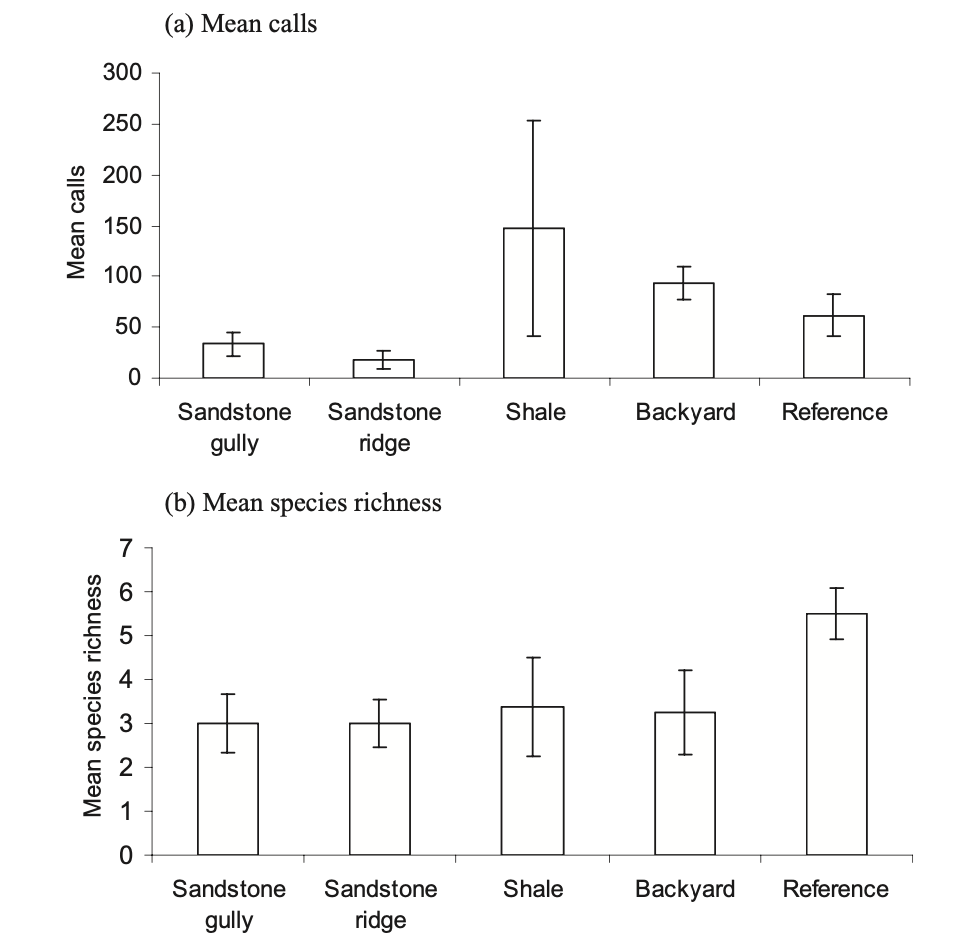 (a) Mean calls
Mean calls
300
250
200
150
100
50
0
Sandstone gully
Sandstone ridge
Shale
Backyard
Reference
(b) Mean species richness
Mean species richness
7
6
5
4
3
2
1
0
Sandstone gully
Sandstone ridge
Shale
Backyard
Reference